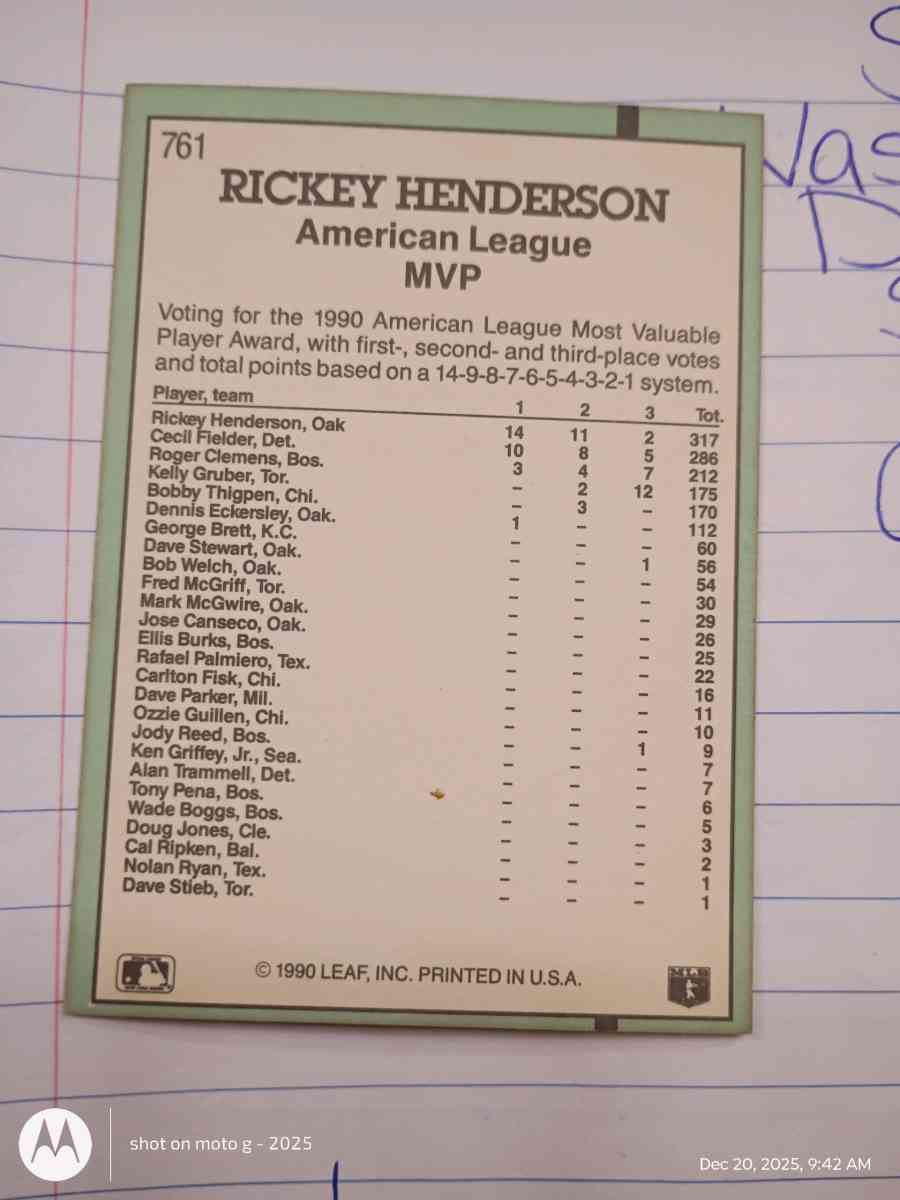 761
RICKEY HENDERSON
American League
MVP
Voting for the 1990 American League Most Valuable
Player Award, with first-, second- and third-place votes
and total points based on a 14-9-8-7-6-5-4-3-2-1 system.
Player, team 1 2 3 Tot.
Rickey Henderson, Oak 14 11 2 317
Cecil Fielder, Det. 10 8 5 286
Roger Clemens, Bos. 3 4 7 212
Kelly Gruber, Tor. – 2 12 175
Bobby Thigpen, Chi. – 3 – 170
Dennis Eckersley, Oak. 1 – – 112
George Brett, K.C. – – – 60
Dave Stewart, Oak. – – 1 56
Bob Welch, Oak. – – – 54
Fred McGriff, Tor. – – – 30
Mark McGwire, Oak. – – – 29
Jose Canseco, Oak. – – – 26
Ellis Burks, Bos. – – – 25
Rafael Palmiero, Tex. – – – 22
Carlton Fisk, Chi. – – – 16
Dave Parker, Mil. – – – 11
Ozzie Guillen, Chi. – – – 10
Jody Reed, Bos. – – 1 9
Ken Griffey, Jr., Sea. – – – 7
Alan Trammell, Det. – – – 7
Tony Pena, Bos. – – – 6
Wade Boggs, Bos. – – – 5
Doug Jones, Cle. – – – 3
Cal Ripken, Bal. – – – 2
Nolan Ryan, Tex. – – – 1
Dave Stieb, Tor. – – – 1
© 1990 LEAF, INC. PRINTED IN U.S.A.
MLB
shot on moto g - 2025
Dec 20, 2025, 9:42 AM